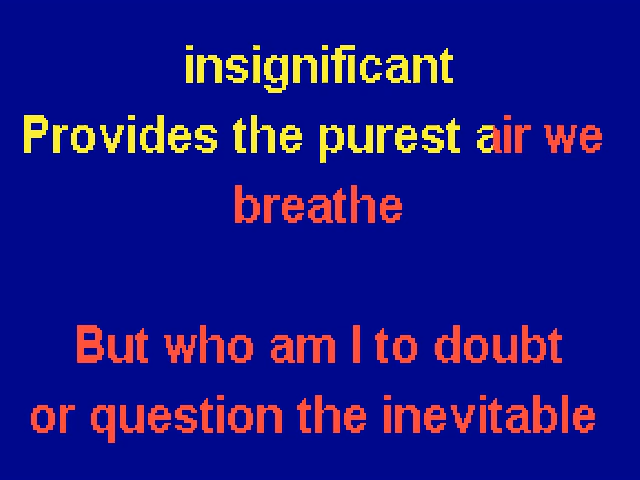 insignificant
Provides the purest air we
breathe
But who am I to doubt
or question the inevitable